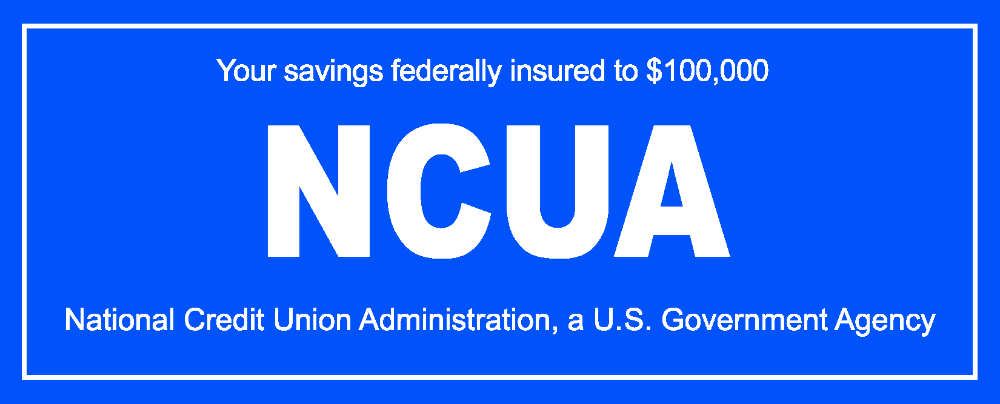 Your savings federally insured to $100,000
NCUA
National Credit Union Administration, a U.S. Government Agency